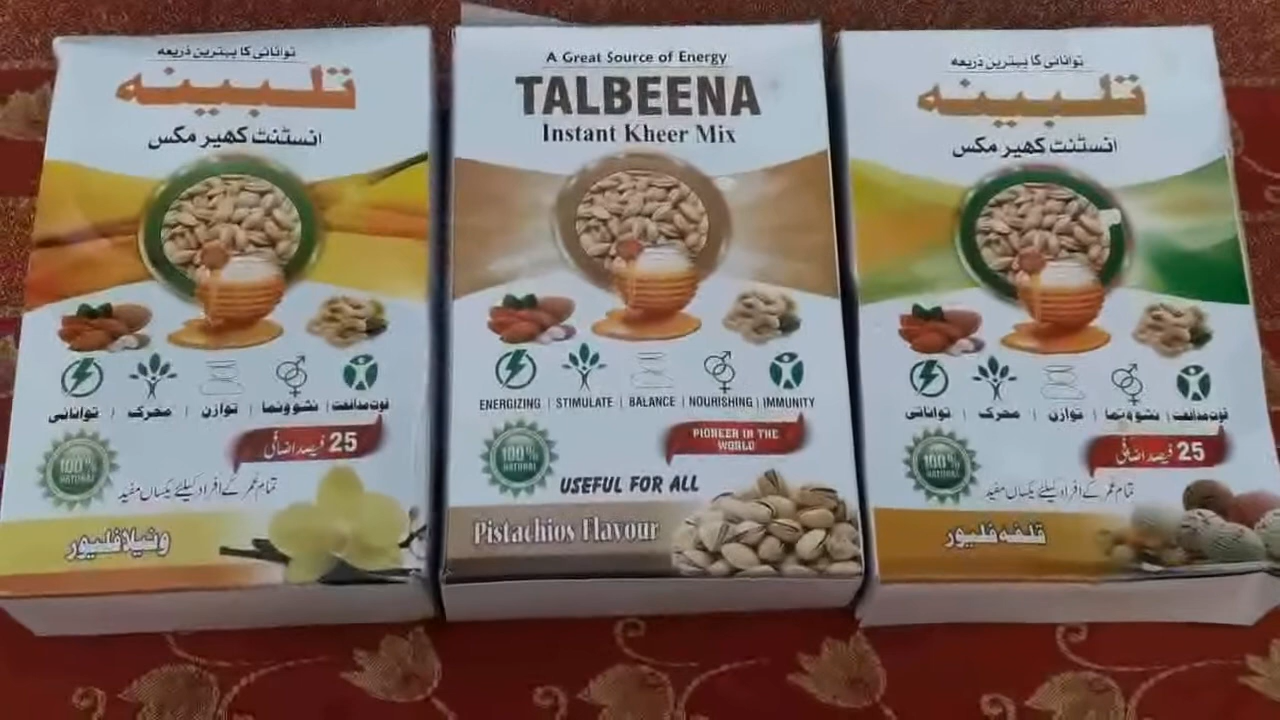 توانائی کا بہترین ذریعہ
تلبینہ
انسٹنٹ کھیر مکس
توانائی | محرک | توازن | نشوونما | قوت مدافعت
100%
NATURAL
25 فیصد اضافی
تمام عمر کے افراد کیلئے یکساں مفید
ونیلا فلیور
A Great Source of Energy
TALBEENA
Instant Kheer Mix
ENERGIZING | STIMULATE | BALANCE | NOURISHING | IMMUNITY
100%
NATURAL
PIONEER IN THE
WORLD
USEFUL FOR ALL
Pistachios Flavour
توانائی کا بہترین ذریعہ
تلبینہ
انسٹنٹ کھیر مکس
توانائی | محرک | توازن | نشوونما | قوت مدافعت
100%
NATURAL
25 فیصد اضافی
تمام عمر کے افراد کیلئے یکساں مفید
قلفہ فلیور